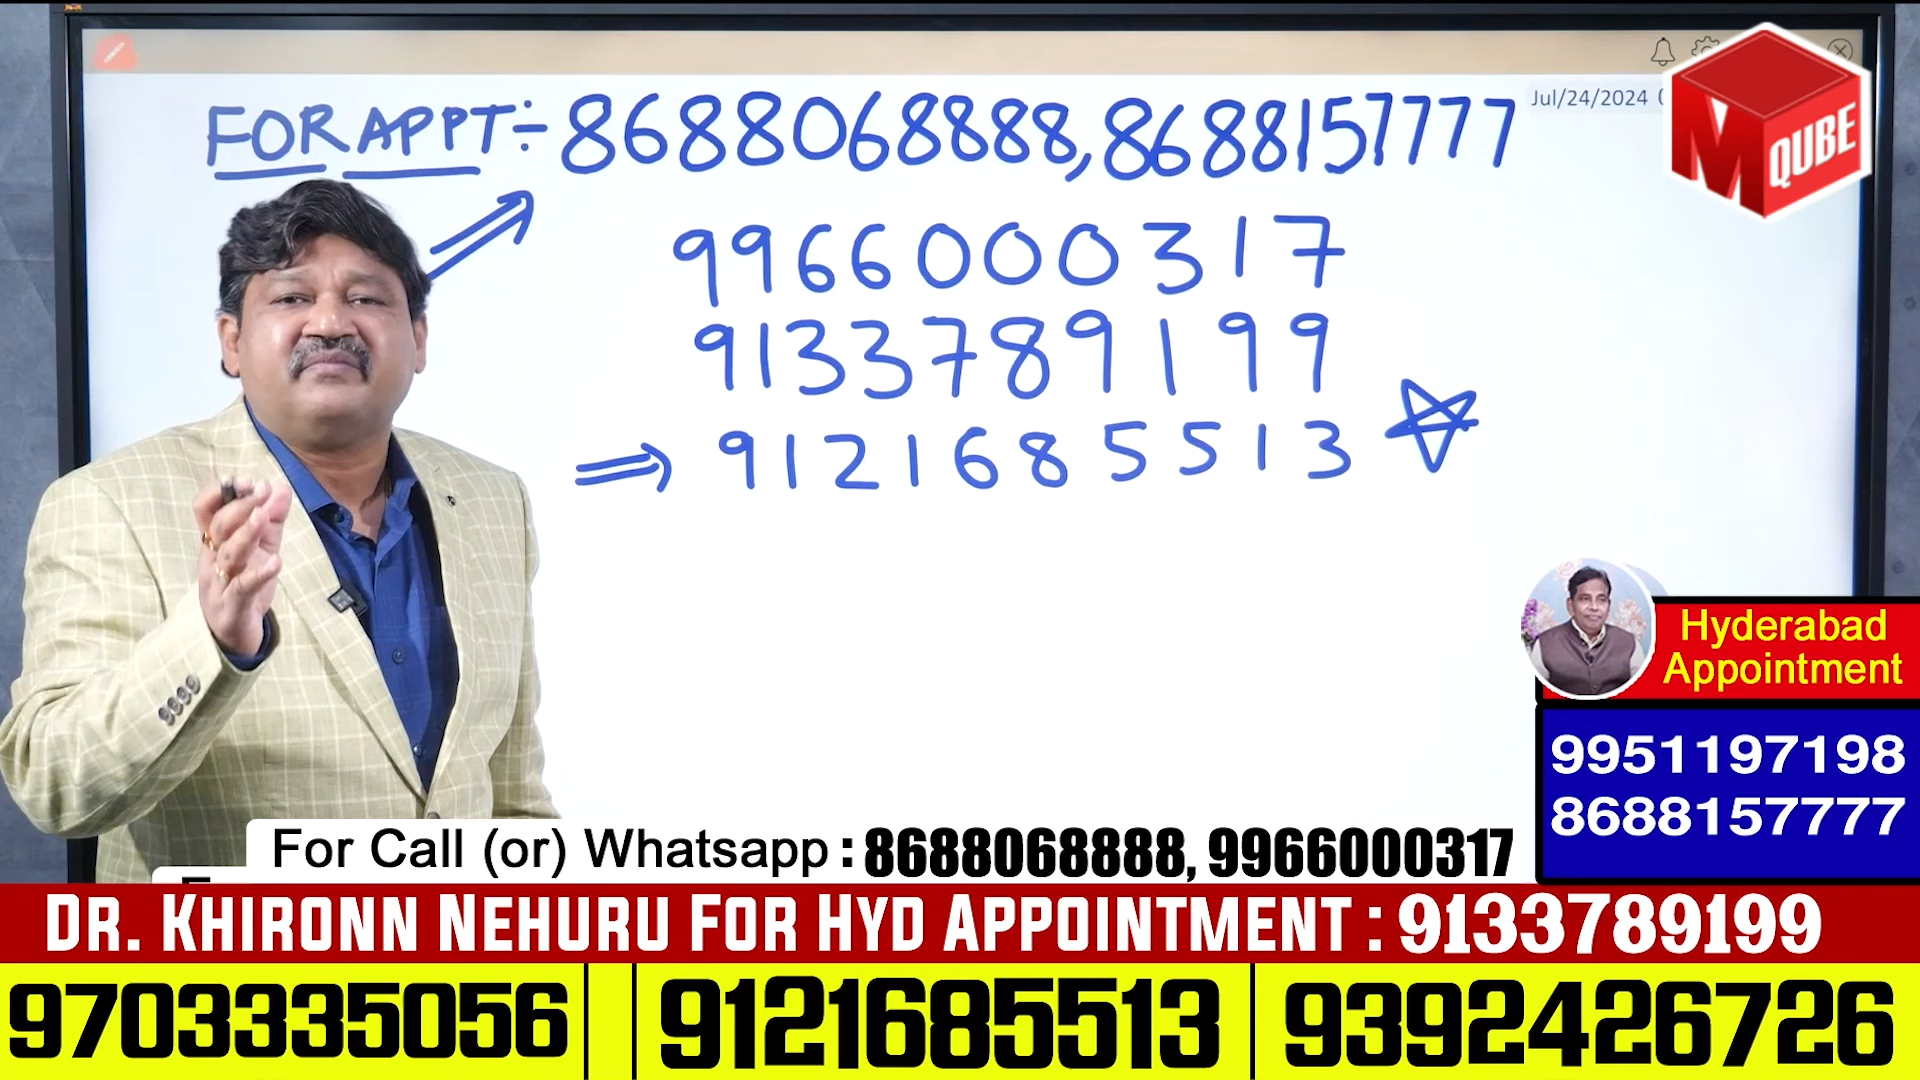 Jul/24/2024
M QUBE
FOR APPT ÷ 8688068888, 8688157777
9966000317
9133789199
⇒ 9121685513
Hyderabad
Appointment
9951197198
8688157777
For Call (or) Whatsapp : 8688068888, 9966000317
DR. KHIRONN NEHURU FOR HYD APPOINTMENT : 9133789199
9703335056
9121685513
9392426726